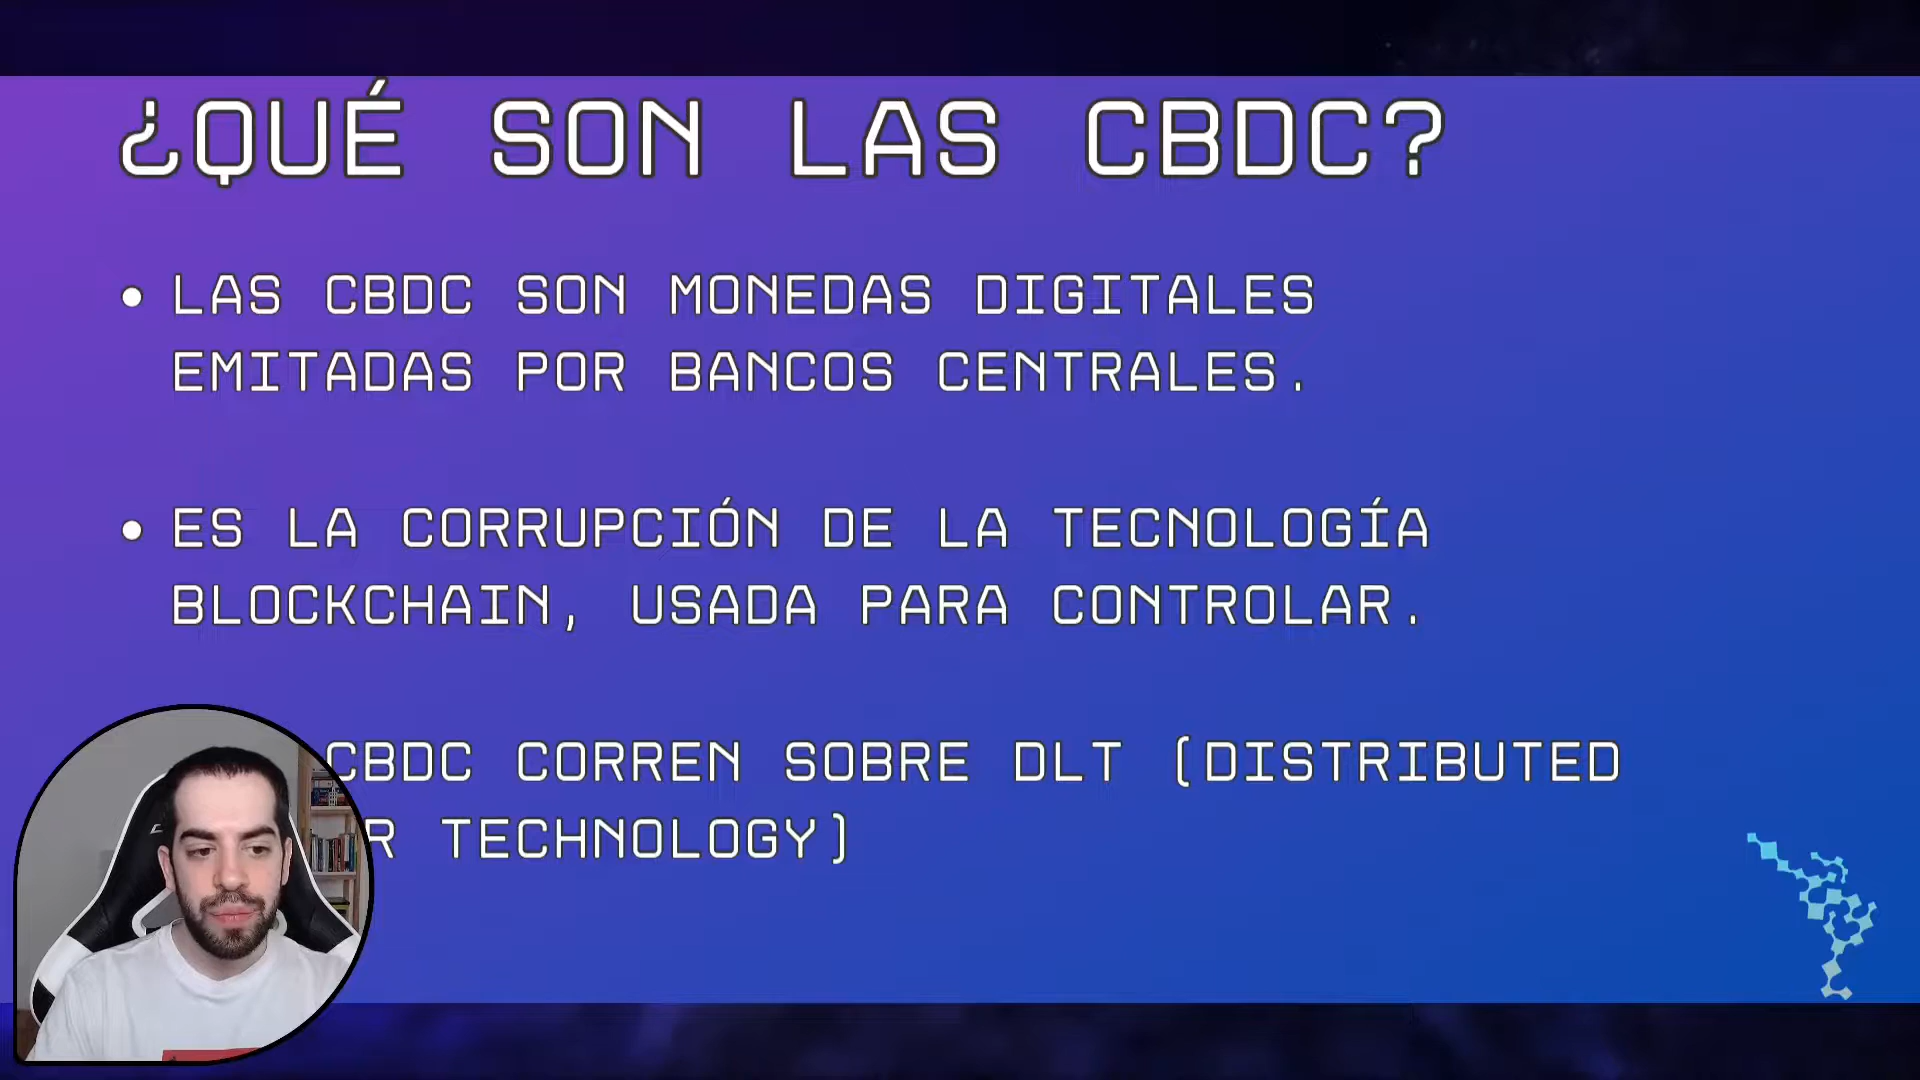 ¿QUÉ SON LAS CBDC?
• LAS CBDC SON MONEDAS DIGITALES
EMITADAS POR BANCOS CENTRALES.
• ES LA CORRUPCIÓN DE LA TECNOLOGÍA
BLOCKCHAIN, USADA PARA CONTROLAR.
CBDC CORREN SOBRE DLT (DISTRIBUTED
R TECHNOLOGY)